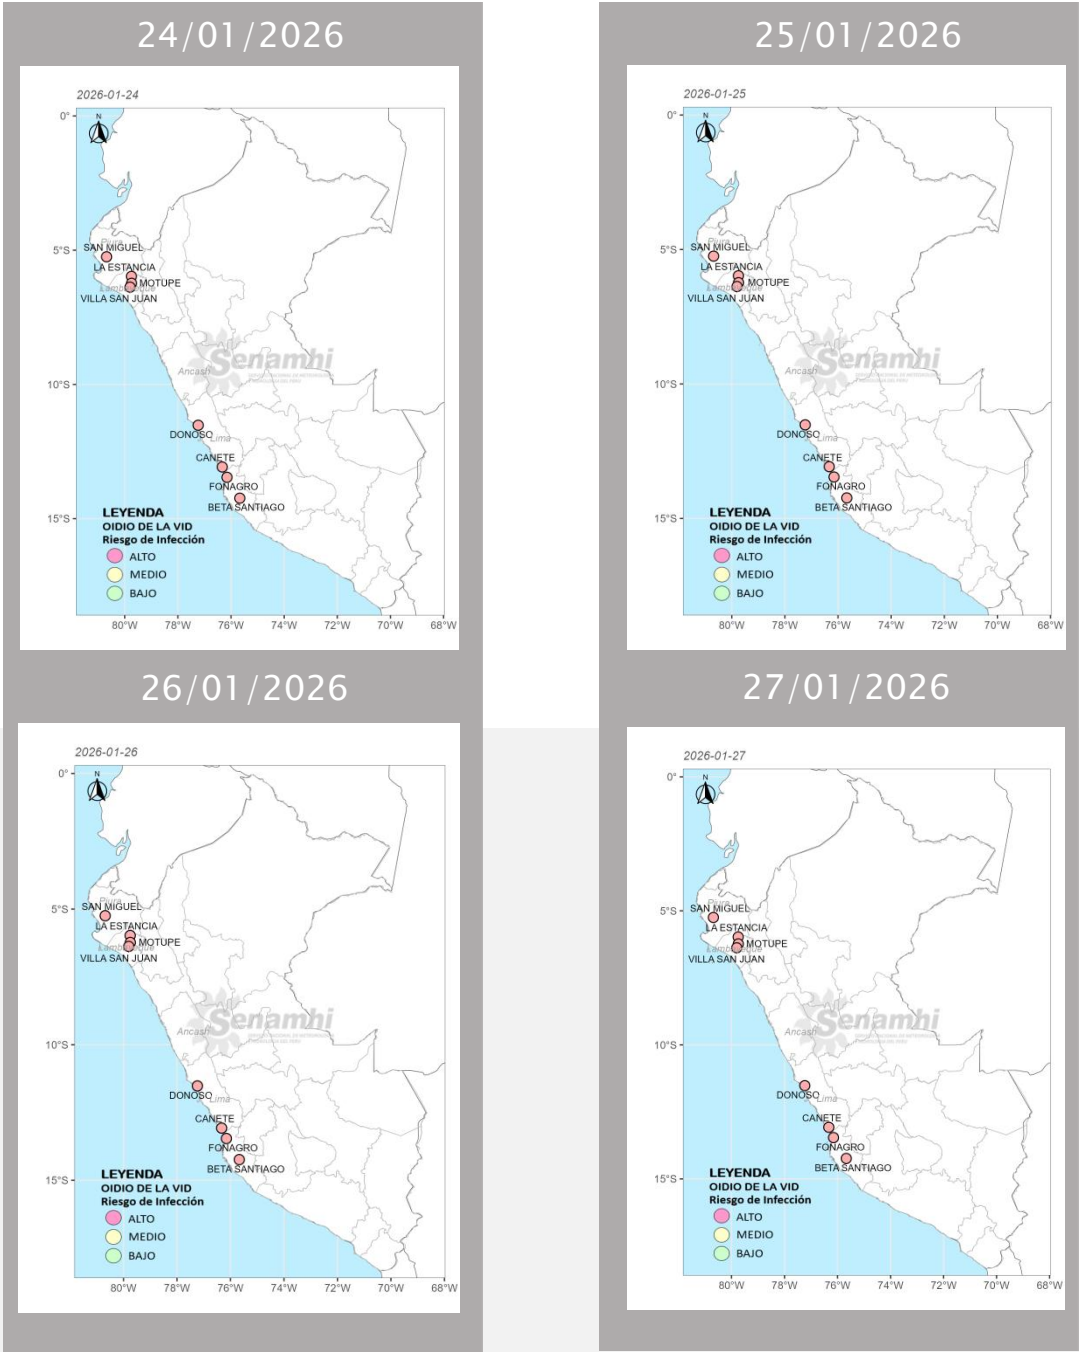 24/01/2026
2026-01-24
N
0°
5°S
10°S
15°S
Piura
SAN MIGUEL
LA ESTANCIA
MOTUPE
VILLA SAN JUAN
Senamhi
Ancash
DONOSO
Lima
CAÑETE
FONAGRO
BETA SANTIAGO
LEYENDA
OIDIO DE LA VID
Riesgo de Infección
ALTO
MEDIO
BAJO
80°W 78°W 76°W 74°W 72°W 70°W 68°W
25/01/2026
2026-01-25
N
0°
5°S
10°S
15°S
Piura
SAN MIGUEL
LA ESTANCIA
MOTUPE
VILLA SAN JUAN
Senamhi
Ancash
DONOSO
Lima
CAÑETE
FONAGRO
BETA SANTIAGO
LEYENDA
OIDIO DE LA VID
Riesgo de Infección
ALTO
MEDIO
BAJO
80°W 78°W 76°W 74°W 72°W 70°W 68°W
26/01/2026
2026-01-26
N
0°
5°S
10°S
15°S
Piura
SAN MIGUEL
LA ESTANCIA
MOTUPE
VILLA SAN JUAN
Senamhi
Ancash
DONOSO
Lima
CAÑETE
FONAGRO
BETA SANTIAGO
LEYENDA
OIDIO DE LA VID
Riesgo de Infección
ALTO
MEDIO
BAJO
80°W 78°W 76°W 74°W 72°W 70°W 68°W
27/01/2026
2026-01-27
N
0°
5°S
10°S
15°S
Piura
SAN MIGUEL
LA ESTANCIA
MOTUPE
VILLA SAN JUAN
Senamhi
Ancash
DONOSO
Lima
CAÑETE
FONAGRO
BETA SANTIAGO
LEYENDA
OIDIO DE LA VID
Riesgo de Infección
ALTO
MEDIO
BAJO
80°W 78°W 76°W 74°W 72°W 70°W 68°W